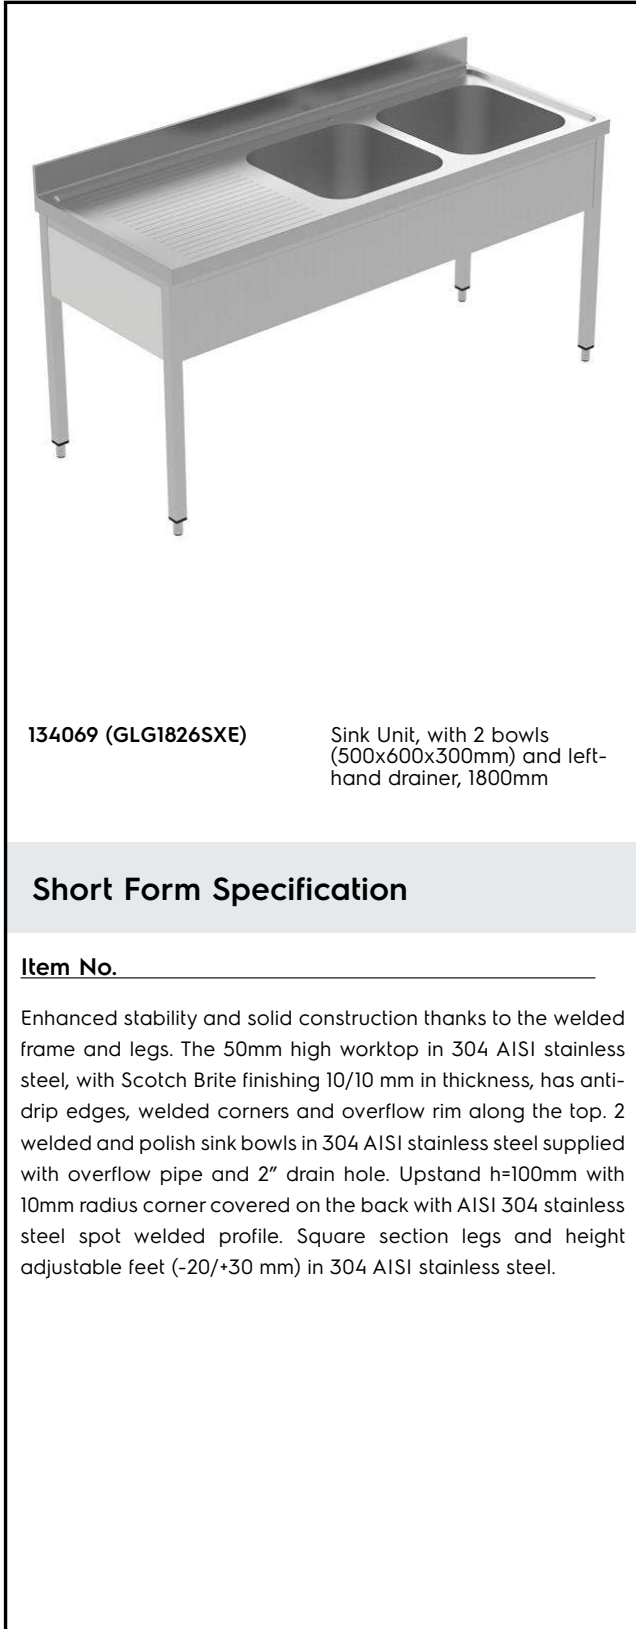 134069 (GLG1826SXE)
Sink Unit, with 2 bowls
(500x600x300mm) and left-
hand drainer, 1800mm
Short Form Specification
Item No.
Enhanced stability and solid construction thanks to the welded
frame and legs. The 50mm high worktop in 304 AISI stainless
steel, with Scotch Brite finishing 10/10 mm in thickness, has anti-
drip edges, welded corners and overflow rim along the top. 2
welded and polish sink bowls in 304 AISI stainless steel supplied
with overflow pipe and 2” drain hole. Upstand h=100mm with
10mm radius corner covered on the back with AISI 304 stainless
steel spot welded profile. Square section legs and height
adjustable feet (-20/+30 mm) in 304 AISI stainless steel.